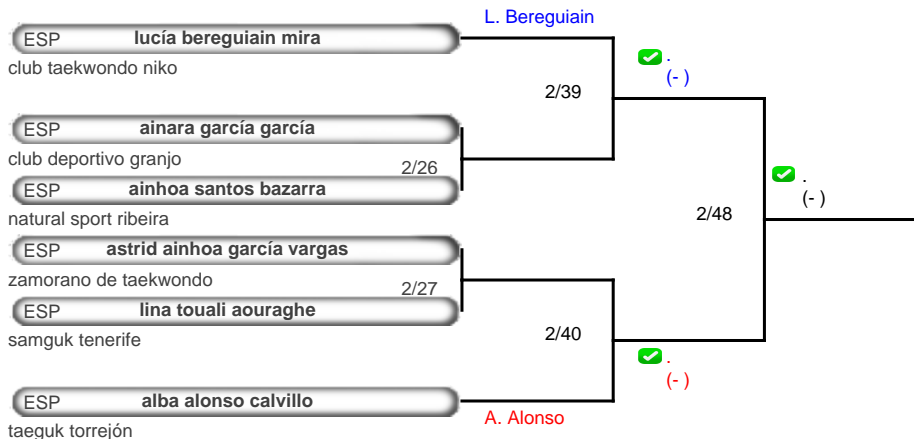 L. Bereguiain
ESP lucía bereguiain mira
club taekwondo niko
.
(- )
2/39
ESP ainara garcía garcía
club deportivo granjo
2/26
ESP ainhoa santos bazarra
natural sport ribeira
.
(- )
2/48
ESP astrid ainhoa garcía vargas
zamorano de taekwondo
2/27
ESP lina touali aouraghe
samguk tenerife
2/40
.
(- )
ESP alba alonso calvillo
A. Alonso
taeguk torrejón